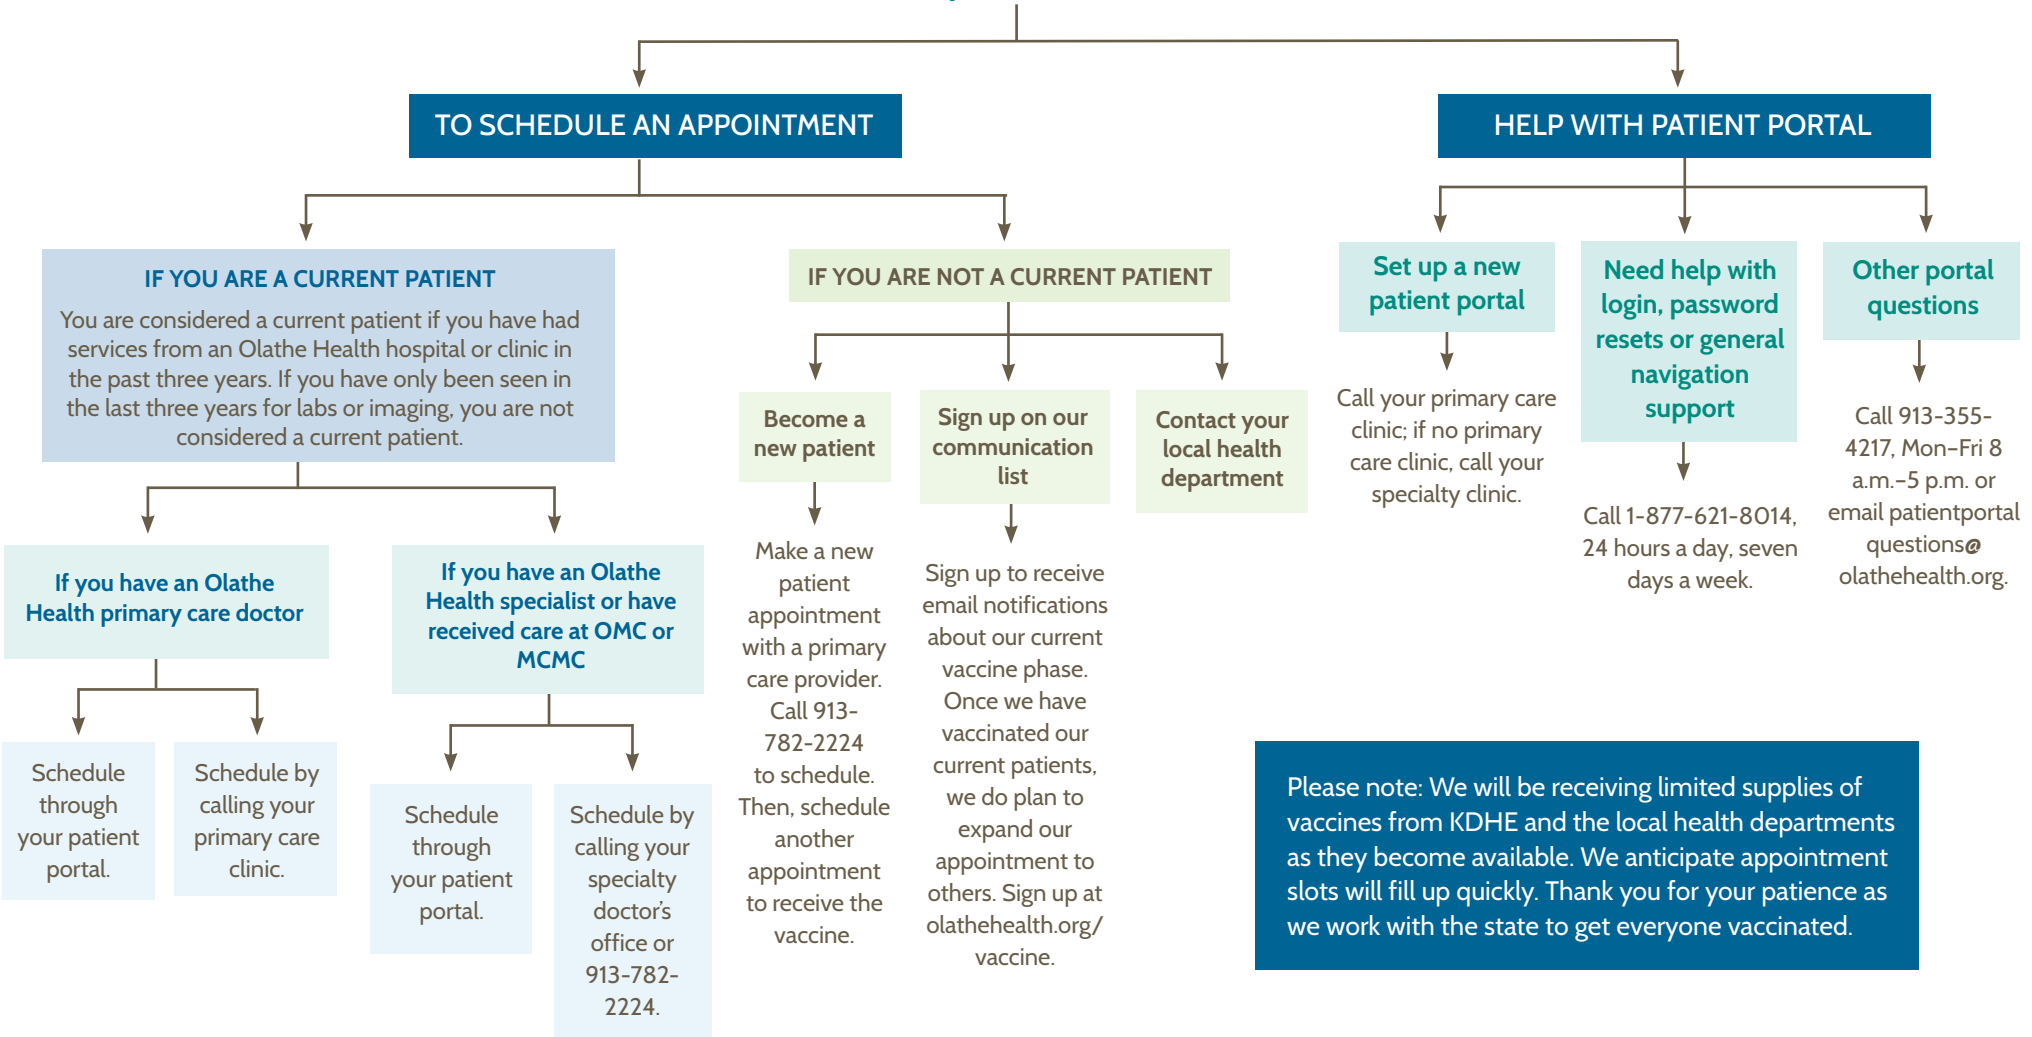 TO SCHEDULE AN APPOINTMENT
HELP WITH PATIENT PORTAL
IF YOU ARE A CURRENT PATIENT
You are considered a current patient if you have had
services from an Olathe Health hospital or clinic in
the past three years. If you have only been seen in
the last three years for labs or imaging, you are not
considered a current patient.
If you have an Olathe
Health primary care doctor
Schedule
through
your patient
portal.
Schedule by
calling your
primary care
clinic.
If you have an Olathe
Health specialist or have
received care at OMC or
MCMC
Schedule
through
your patient
portal.
Schedule by
calling your
specialty
doctor's
office or
913-782-
2224.
IF YOU ARE NOT A CURRENT PATIENT
Become a
new patient
Make a new
patient
appointment
with a primary
care provider.
Call 913-
782-2224
to schedule.
Then, schedule
another
appointment
to receive the
vaccine.
Sign up on our
communication
list
Sign up to receive
email notifications
about our current
vaccine phase.
Once we have
vaccinated our
current patients,
we do plan to
expand our
appointment to
others. Sign up at
olathehealth.org/
vaccine.
Contact your
local health
department
Set up a new
patient portal
Call your primary care
clinic; if no primary
care clinic, call your
specialty clinic.
Need help with
login, password
resets or general
navigation
support
Call 1-877-621-8014,
24 hours a day, seven
days a week.
Other portal
questions
Call 913-355-
4217, Mon–Fri 8
a.m.–5 p.m. or
email patientportal
questions@
olathehealth.org.
Please note: We will be receiving limited supplies of
vaccines from KDHE and the local health departments
as they become available. We anticipate appointment
slots will fill up quickly. Thank you for your patience as
we work with the state to get everyone vaccinated.